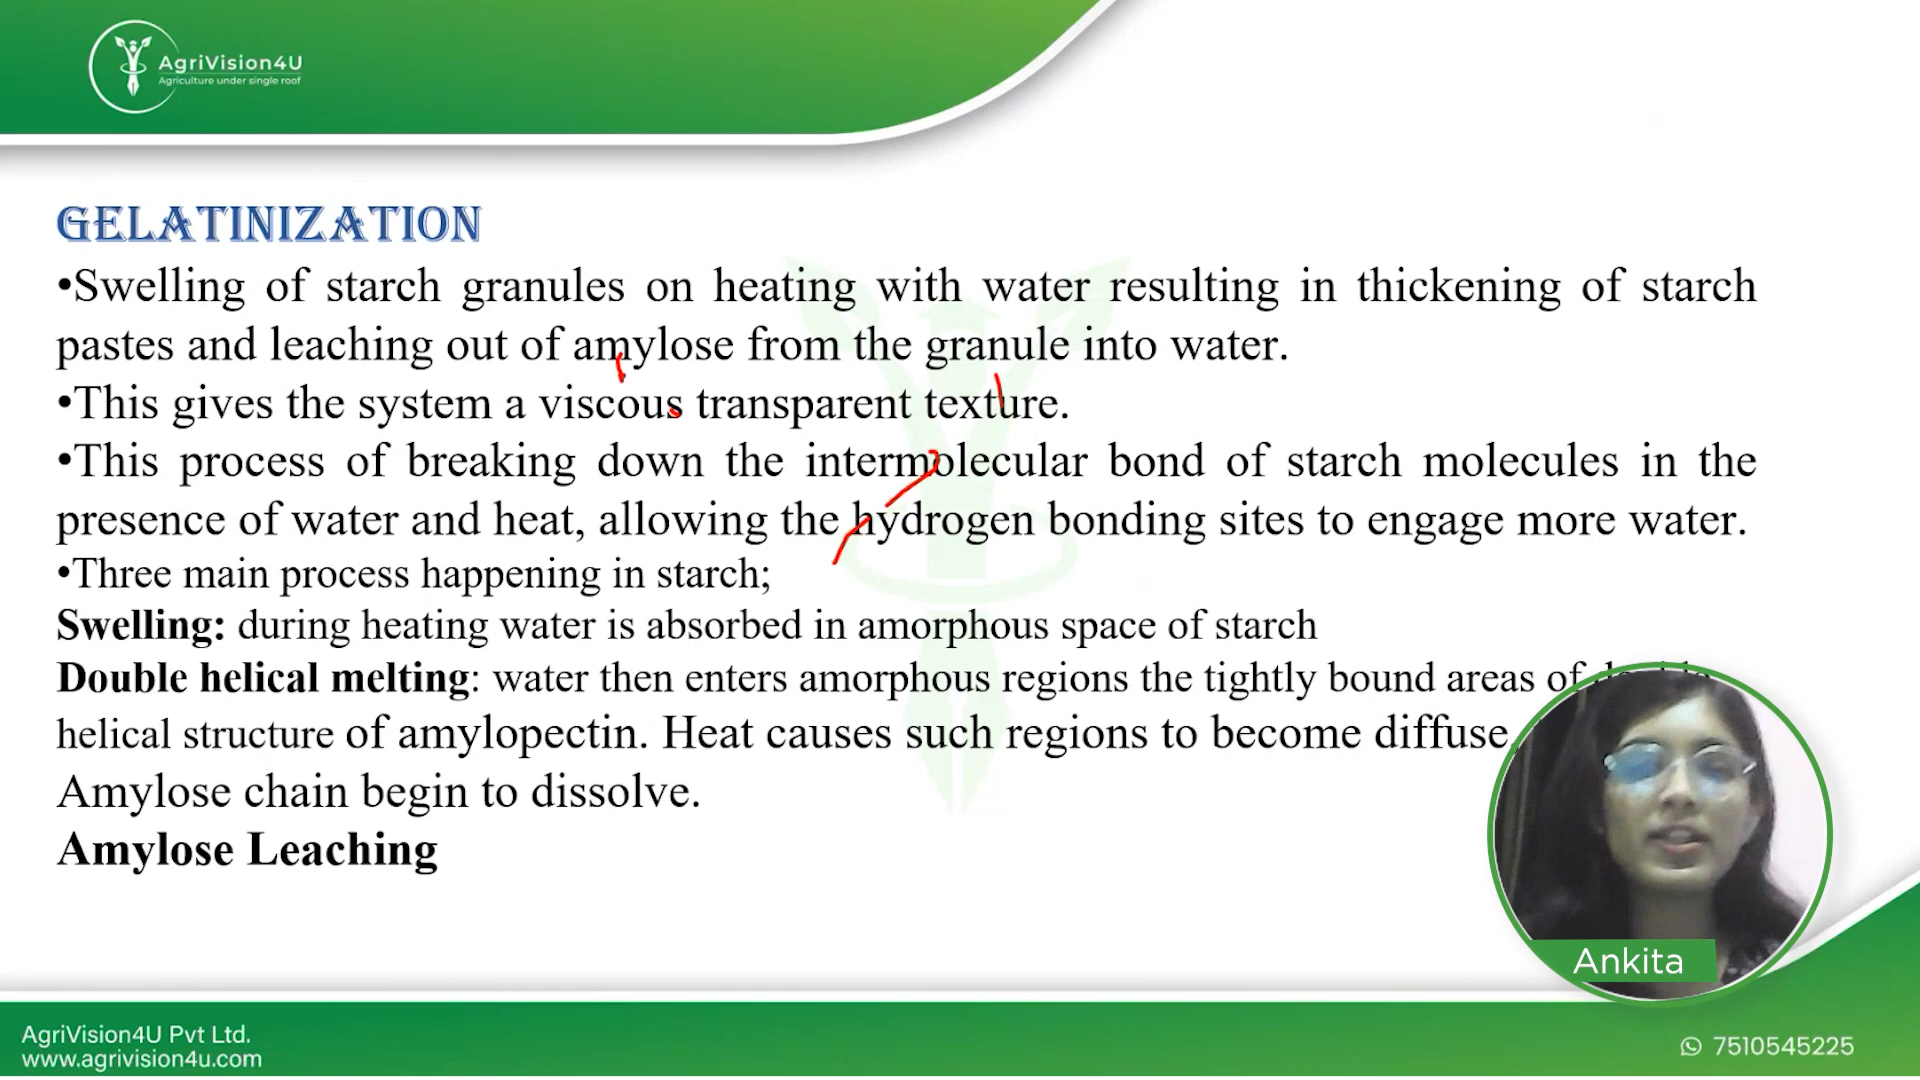 AgriVision4U
Agriculture under single roof
GELATINIZATION
•Swelling of starch granules on heating with water resulting in thickening of starch
pastes and leaching out of amylose from the granule into water.
•This gives the system a viscous transparent texture.
•This process of breaking down the intermolecular bond of starch molecules in the
presence of water and heat, allowing the hydrogen bonding sites to engage more water.
•Three main process happening in starch;
Swelling: during heating water is absorbed in amorphous space of starch
Double helical melting: water then enters amorphous regions the tightly bound areas of
helical structure of amylopectin. Heat causes such regions to become diffuse,
Amylose chain begin to dissolve.
Amylose Leaching
Ankita
AgriVision4U Pvt Ltd.
www.agrivision4u.com
7510545225